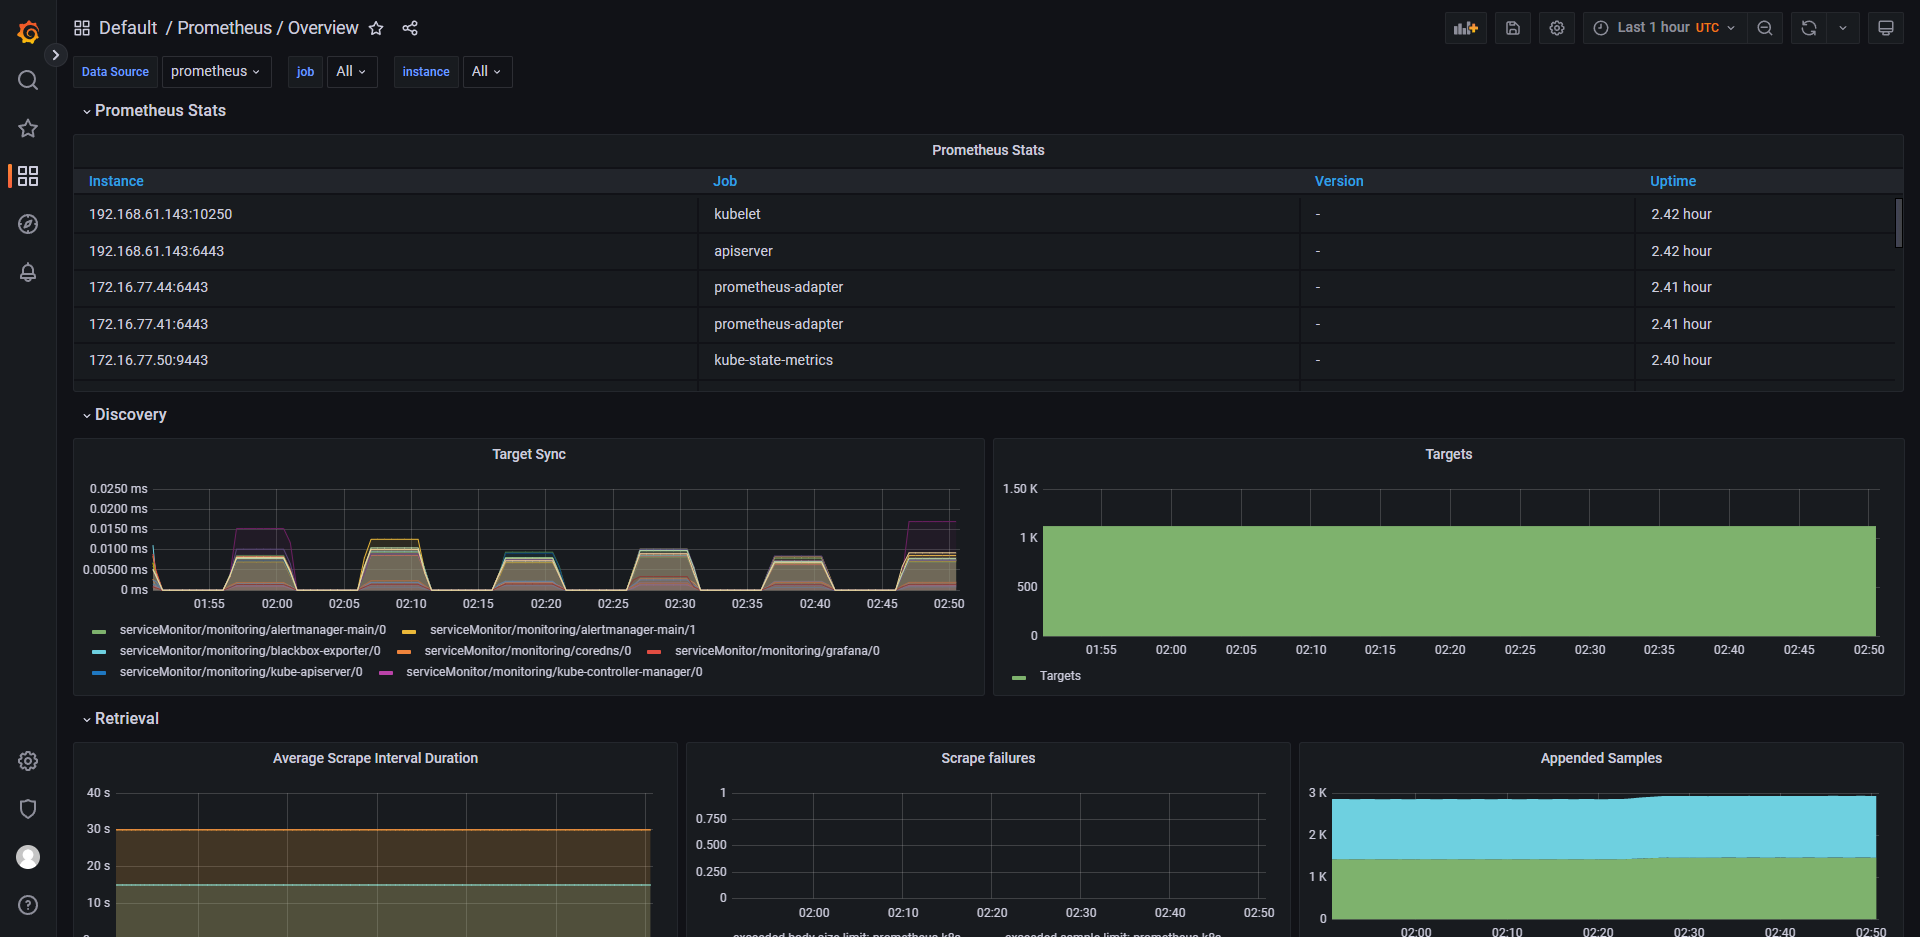 Default / Prometheus / Overview
Last 1 hour UTC
Data Source prometheus job All instance All
Prometheus Stats
Prometheus Stats
Instance Job Version Uptime
192.168.61.143:10250 kubelet - 2.42 hour
192.168.61.143:6443 apiserver - 2.42 hour
172.16.77.44:6443 prometheus-adapter - 2.41 hour
172.16.77.41:6443 prometheus-adapter - 2.41 hour
172.16.77.50:9443 kube-state-metrics - 2.40 hour
Discovery
Target Sync
0.0250 ms
0.0200 ms
0.0150 ms
0.0100 ms
0.00500 ms
0 ms
01:55 02:00 02:05 02:10 02:15 02:20 02:25 02:30 02:35 02:40 02:45 02:50
serviceMonitor/monitoring/alertmanager-main/0 serviceMonitor/monitoring/alertmanager-main/1
serviceMonitor/monitoring/blackbox-exporter/0 serviceMonitor/monitoring/coredns/0 serviceMonitor/monitoring/grafana/0
serviceMonitor/monitoring/kube-apiserver/0 serviceMonitor/monitoring/kube-controller-manager/0
Targets
1.50 K
1 K
500
0
01:55 02:00 02:05 02:10 02:15 02:20 02:25 02:30 02:35 02:40 02:45 02:50
Targets
Retrieval
Average Scrape Interval Duration
40 s
30 s
20 s
10 s
Scrape failures
1
0.750
0.500
0.250
0
02:00 02:10 02:20 02:30 02:40 02:50
exceeded body size limit: prometheus-k8s exceeded sample limit: prometheus-k8s
Appended Samples
3 K
2 K
1 K
0
02:00 02:10 02:20 02:30 02:40 02:50